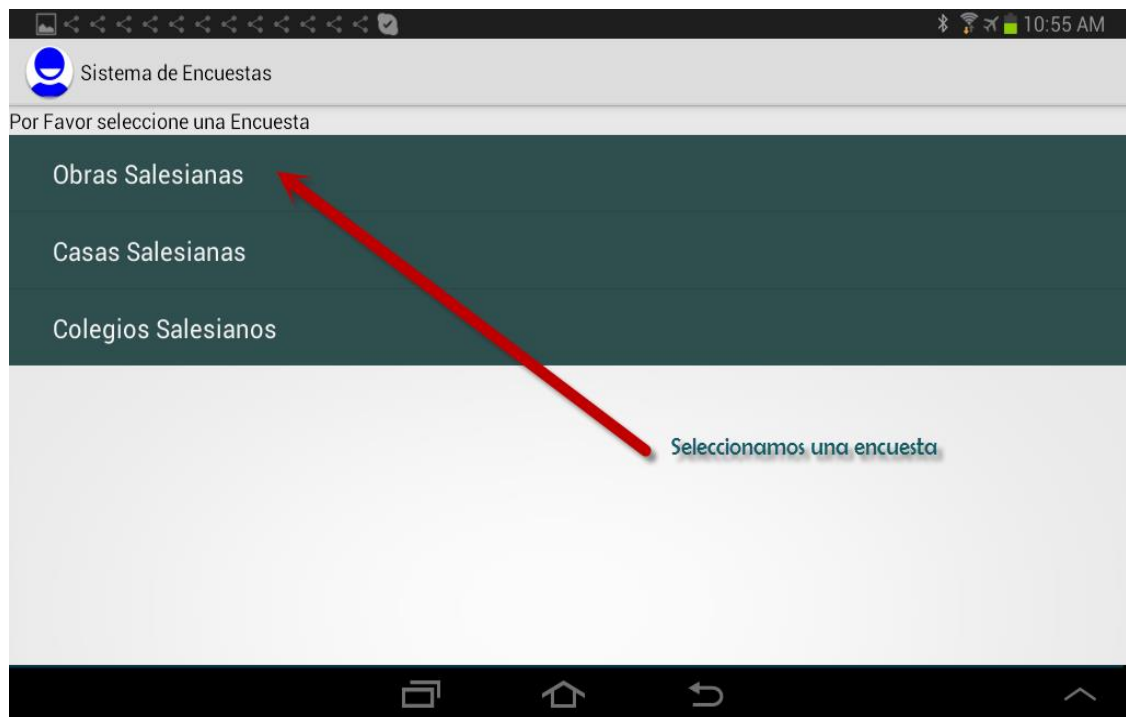 10:55 AM
Sistema de Encuestas
Por Favor seleccione una Encuesta
Obras Salesianas
Casas Salesianas
Colegios Salesianos
Seleccionamos una encuesta